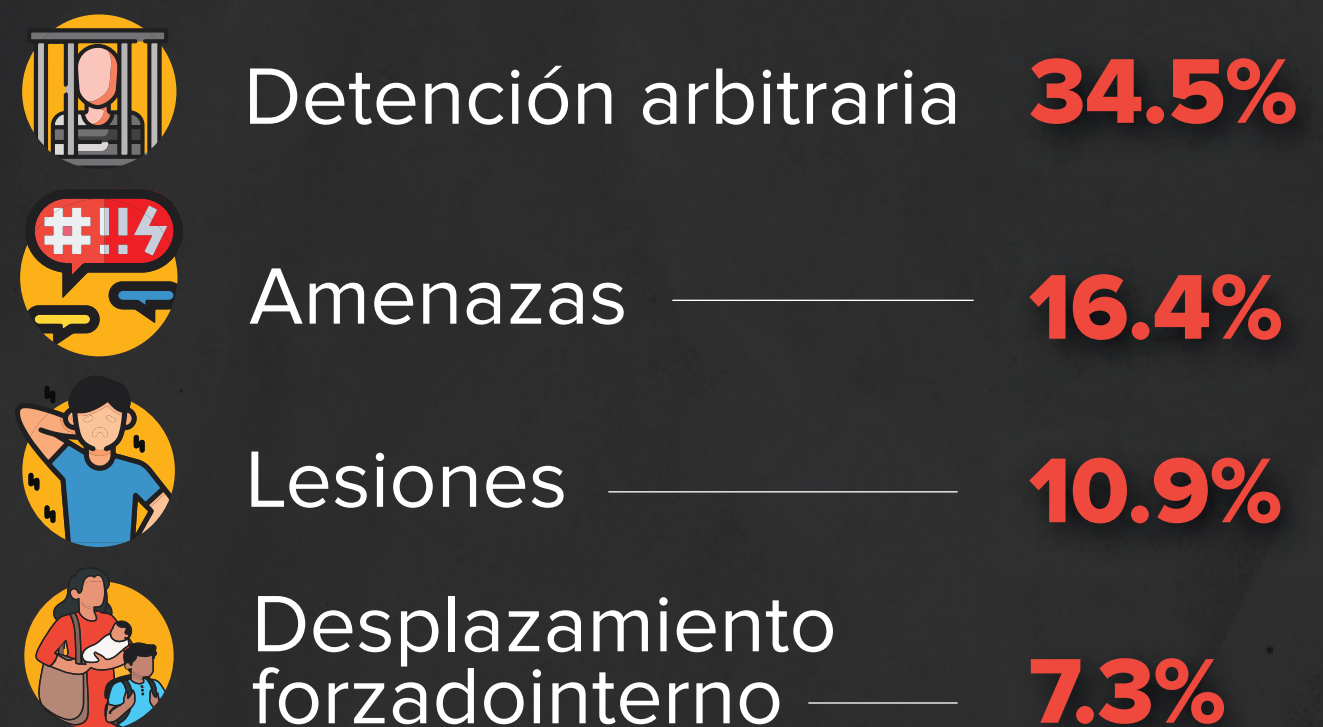 Detención arbitraria 34.5%
#!!
Amenazas 16.4%
Lesiones 10.9%
Desplazamiento
forzadointerno 7.3%